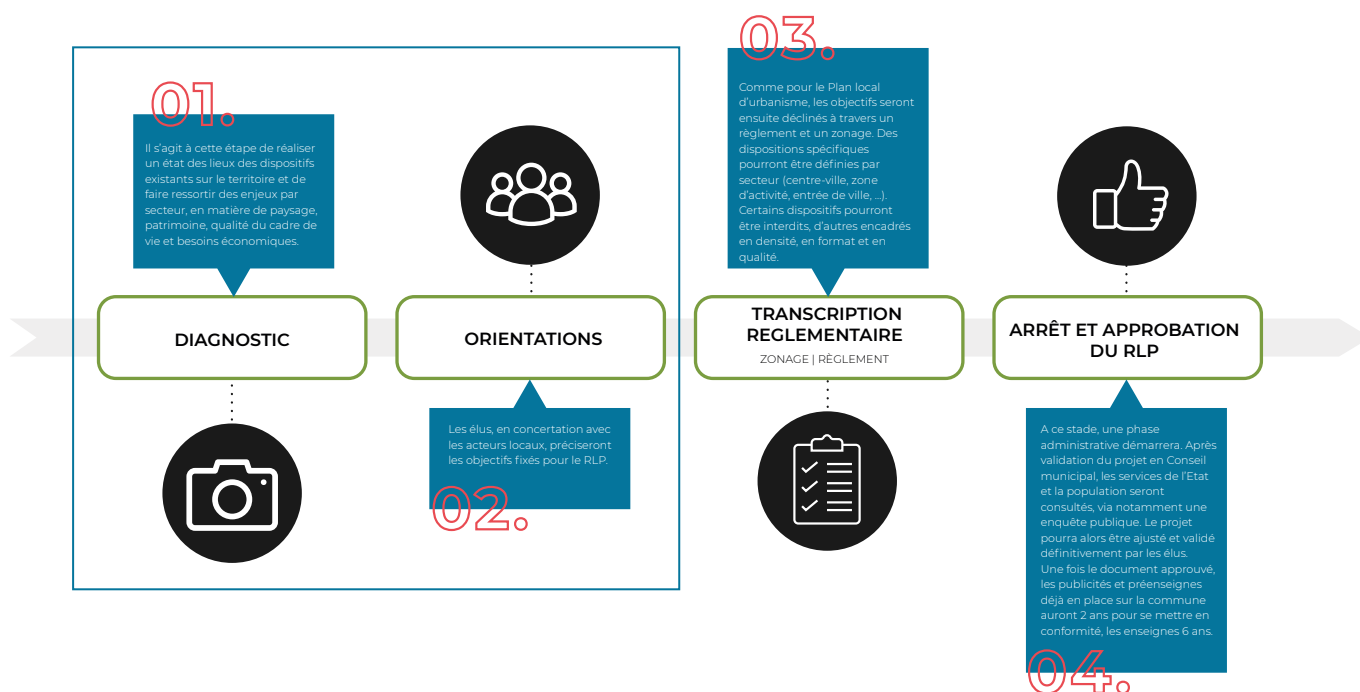 01.
Il s'agit à cette étape de réaliser
un état des lieux des dispositifs
existants sur le territoire et de
faire ressortir des enjeux par
secteur, en matière de paysage,
patrimoine, qualité du cadre de
vie et besoins économiques.
DIAGNOSTIC
ORIENTATIONS
Les élus, en concertation avec
les acteurs locaux, préciseront
les objectifs fixés pour le RLP.
02.
03.
Comme pour le Plan local
d'urbanisme, les objectifs seront
ensuite déclinés à travers un
règlement et un zonage. Des
dispositions spécifiques
pourront être définies par
secteur (centre-ville, zone
d'activité, entrée de ville, ...).
Certains dispositifs pourront
être interdits, d'autres encadrés
en densité, en format et en
qualité.
TRANSCRIPTION
REGLEMENTAIRE
ZONAGE | RÈGLEMENT
ARRÊT ET APPROBATION
DU RLP
A ce stade, une phase
administrative démarrera. Après
validation du projet en Conseil
municipal, les services de l'Etat
et la population seront
consultés, via notamment une
enquête publique. Le projet
pourra alors être ajusté et validé
définitivement par les élus.
Une fois le document approuvé,
les publicités et préenseignes
déjà en place sur la commune
auront 2 ans pour se mettre en
conformité, les enseignes 6 ans.
04.